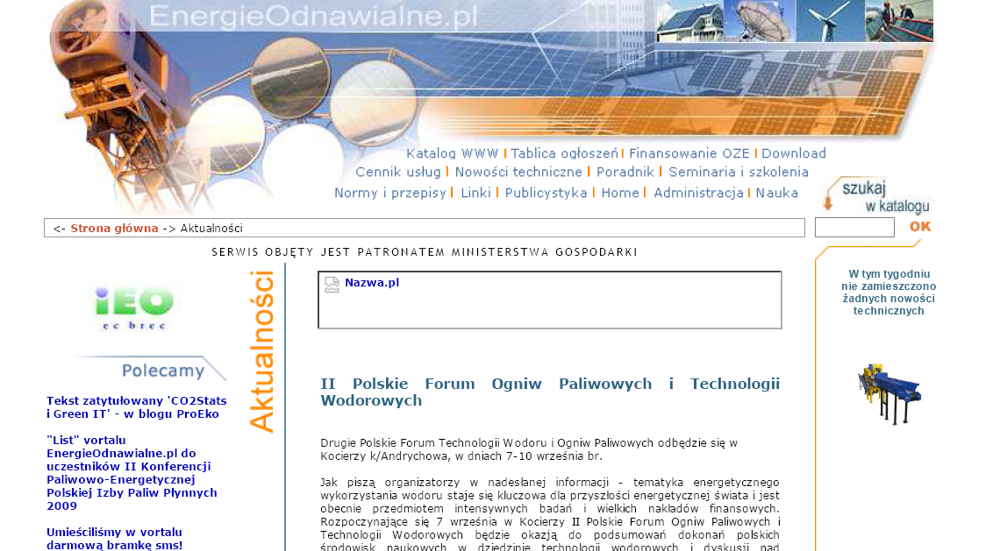 EnergieOdnawialne.pl
Katalog WWW | Tablica ogłoszeń | Finansowanie OZE | Download
Cennik usług | Nowości techniczne | Poradnik | Seminaria i szkolenia
Normy i przepisy | Linki | Publicystyka | Home | Administracja | Nauka
szukaj
w katalogu
OK
<- Strona główna -> Aktualności
SERWIS OBJĘTY JEST PATRONATEM MINISTERSTWA GOSPODARKI
iEO
ec brec
Polecamy
Tekst zatytułowany 'CO2Stats
i Green IT' - w blogu ProEko
"List" vortalu
EnergieOdnawialne.pl do
uczestników II Konferencji
Paliwowo-Energetycznej
Polskiej Izby Paliw Płynnych
2009
Umieściliśmy w vortalu
darmową bramkę sms!
Aktualności
Nazwa.pl
II Polskie Forum Ogniw Paliwowych i Technologii
Wodorowych
Drugie Polskie Forum Technologii Wodoru i Ogniw Paliwowych odbędzie się w
Kocierzy k/Andrychowa, w dniach 7-10 września br.
Jak piszą organizatorzy w nadesłanej informacji - tematyka energetycznego
wykorzystania wodoru staje się kluczowa dla przyszłości energetycznej świata i jest
obecnie przedmiotem intensywnych badań i wielkich nakładów finansowych.
Rozpoczynające się 7 września w Kocierzy II Polskie Forum Ogniw Paliwowych i
Technologii Wodorowych będzie okazją do podsumowań dokonań polskich
środowisk naukowych w dziedzinie technologii wodorowych i dyskusji nad
W tym tygodniu
nie zamieszczono
żadnych nowości
technicznych